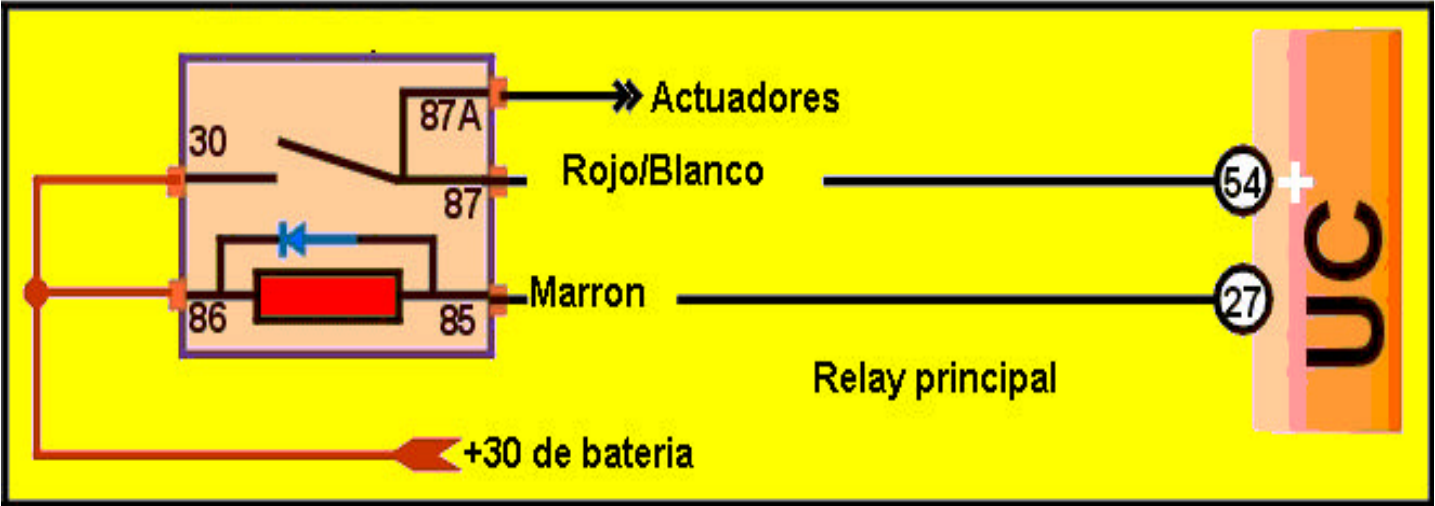 87A
Actuadores
30
Rojo/Blanco
87
54
+
UC
86
85
Marron
27
Relay principal
+30 de bateria